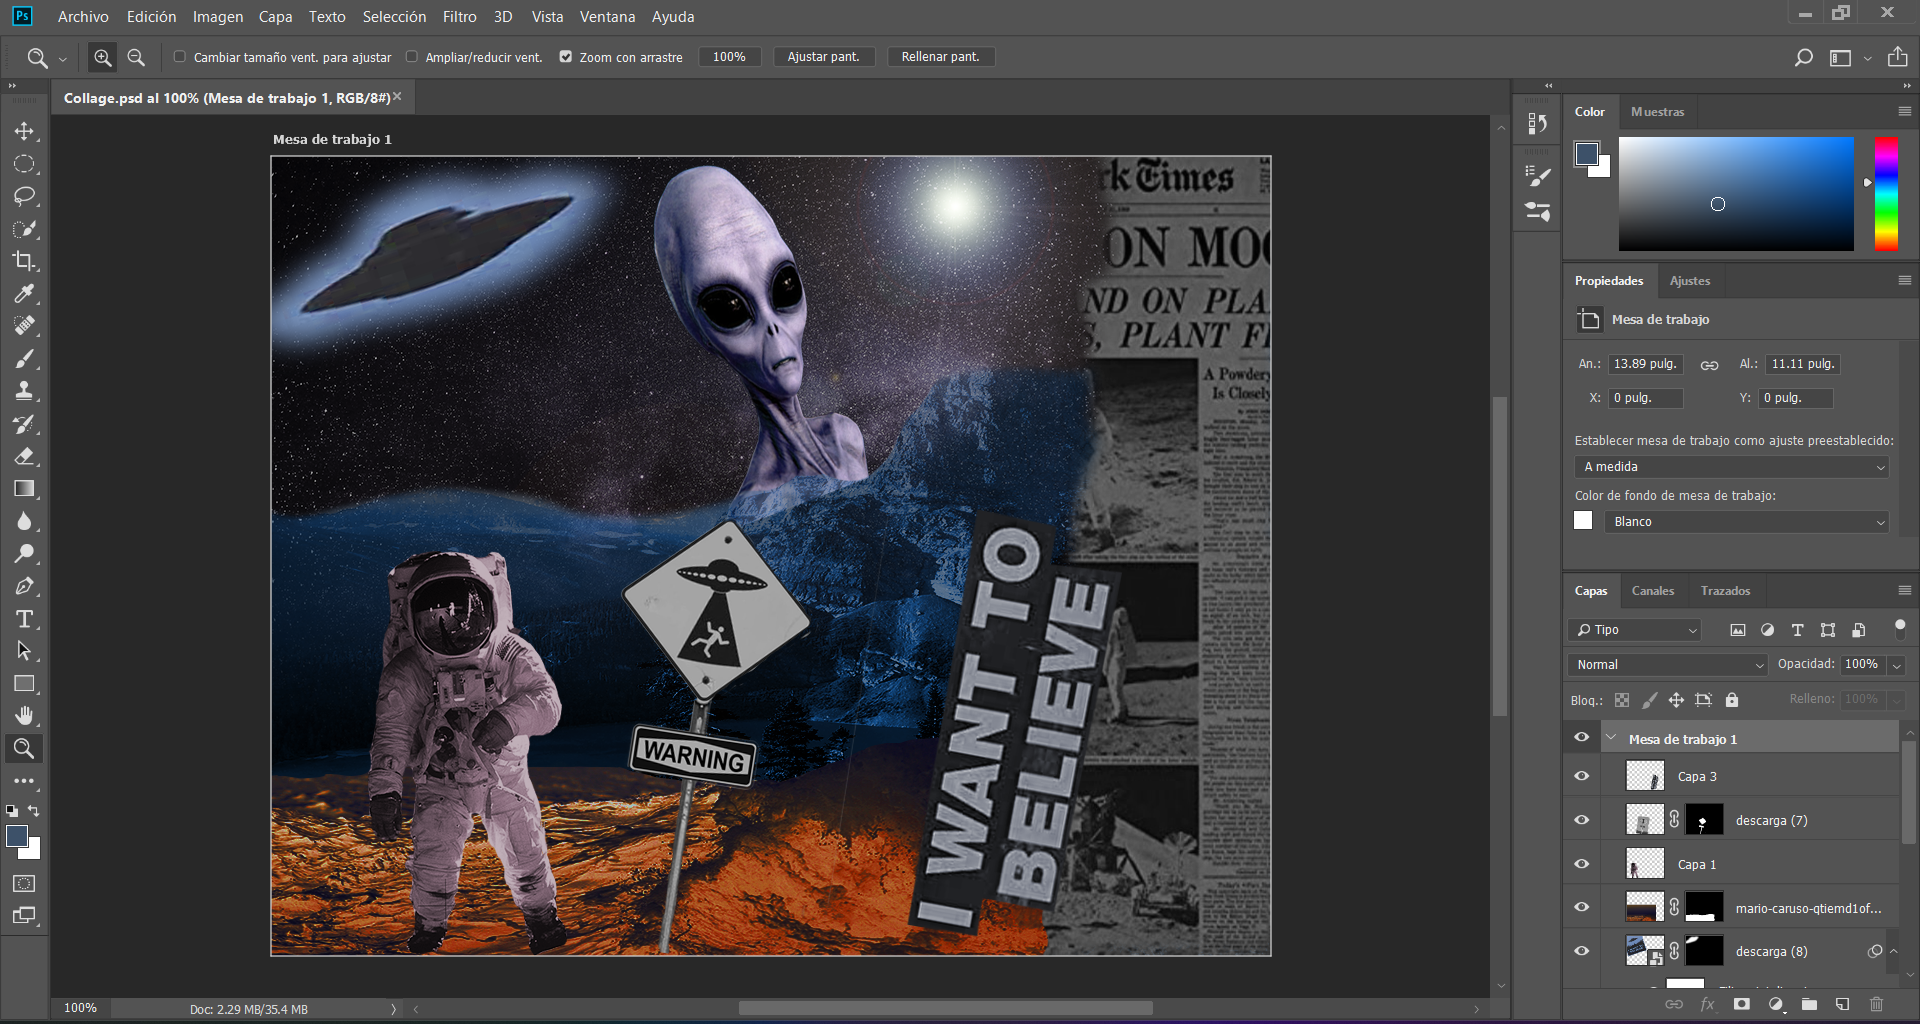 Ps Archivo Edición Imagen Capa Texto Selección Filtro 3D Vista Ventana Ayuda
Cambiar tamaño vent. para ajustar Ampliar/reducir vent. Zoom con arrastre 100% Ajustar pant. Rellenar pant.
Collage.psd al 100% (Mesa de trabajo 1, RGB/8#)
Mesa de trabajo 1
rk Times
ON MOO
ND ON PLA
S, PLANT F
A Powdery
Is Closely
WARNING
I WANT TO
BELIEVE
100% Doc: 2.29 MB/35.4 MB
Color Muestras
Propiedades Ajustes
Mesa de trabajo
An.: 13.89 pulg. Al.: 11.11 pulg.
X: 0 pulg. Y: 0 pulg.
Establecer mesa de trabajo como ajuste preestablecido:
A medida
Color de fondo de mesa de trabajo:
Blanco
Capas Canales Trazados
Tipo
Normal Opacidad: 100%
Bloq.: Relleno: 100%
Mesa de trabajo 1
Capa 3
descarga (7)
Capa 1
mario-caruso-qtiemd1of...
descarga (8)
fx